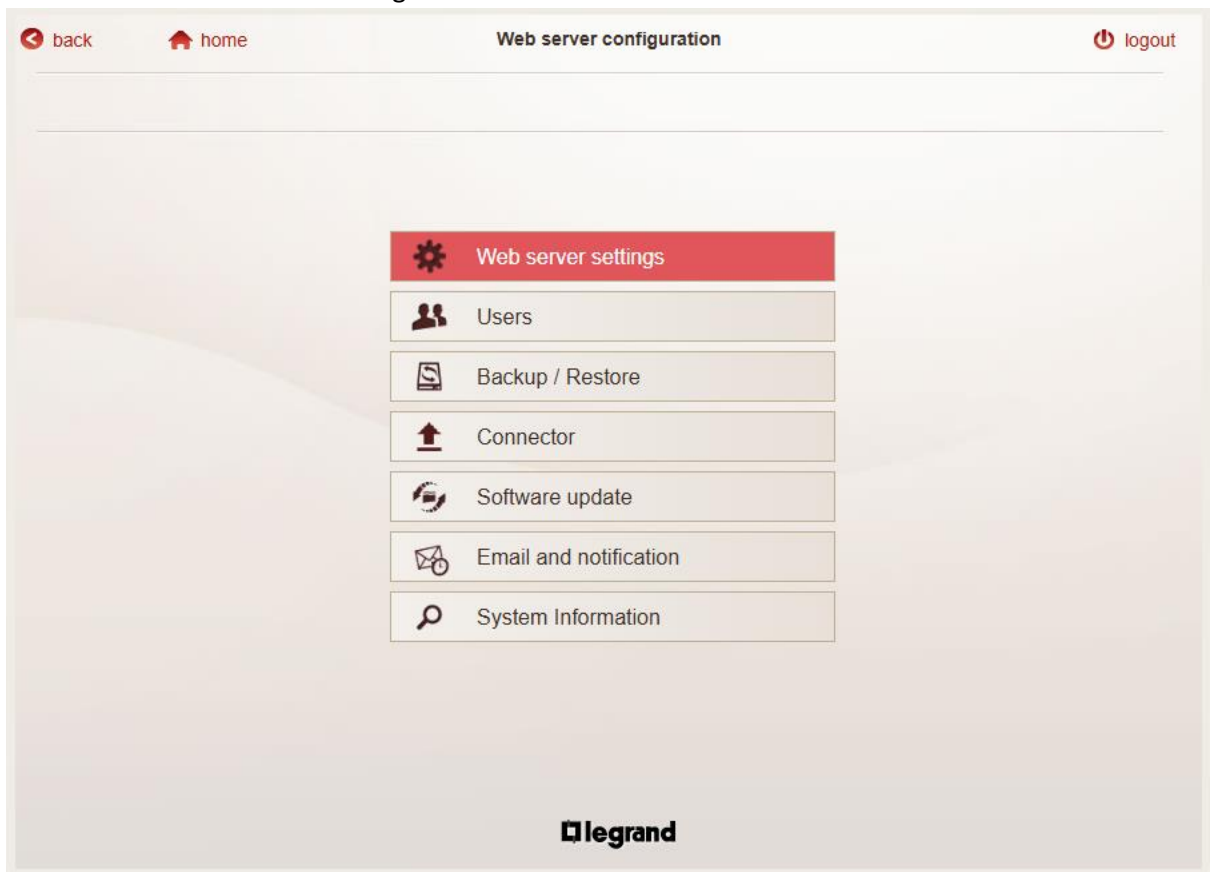 back home Web server configuration logout
Web server settings
Users
Backup / Restore
Connector
Software update
Email and notification
System Information
legrand